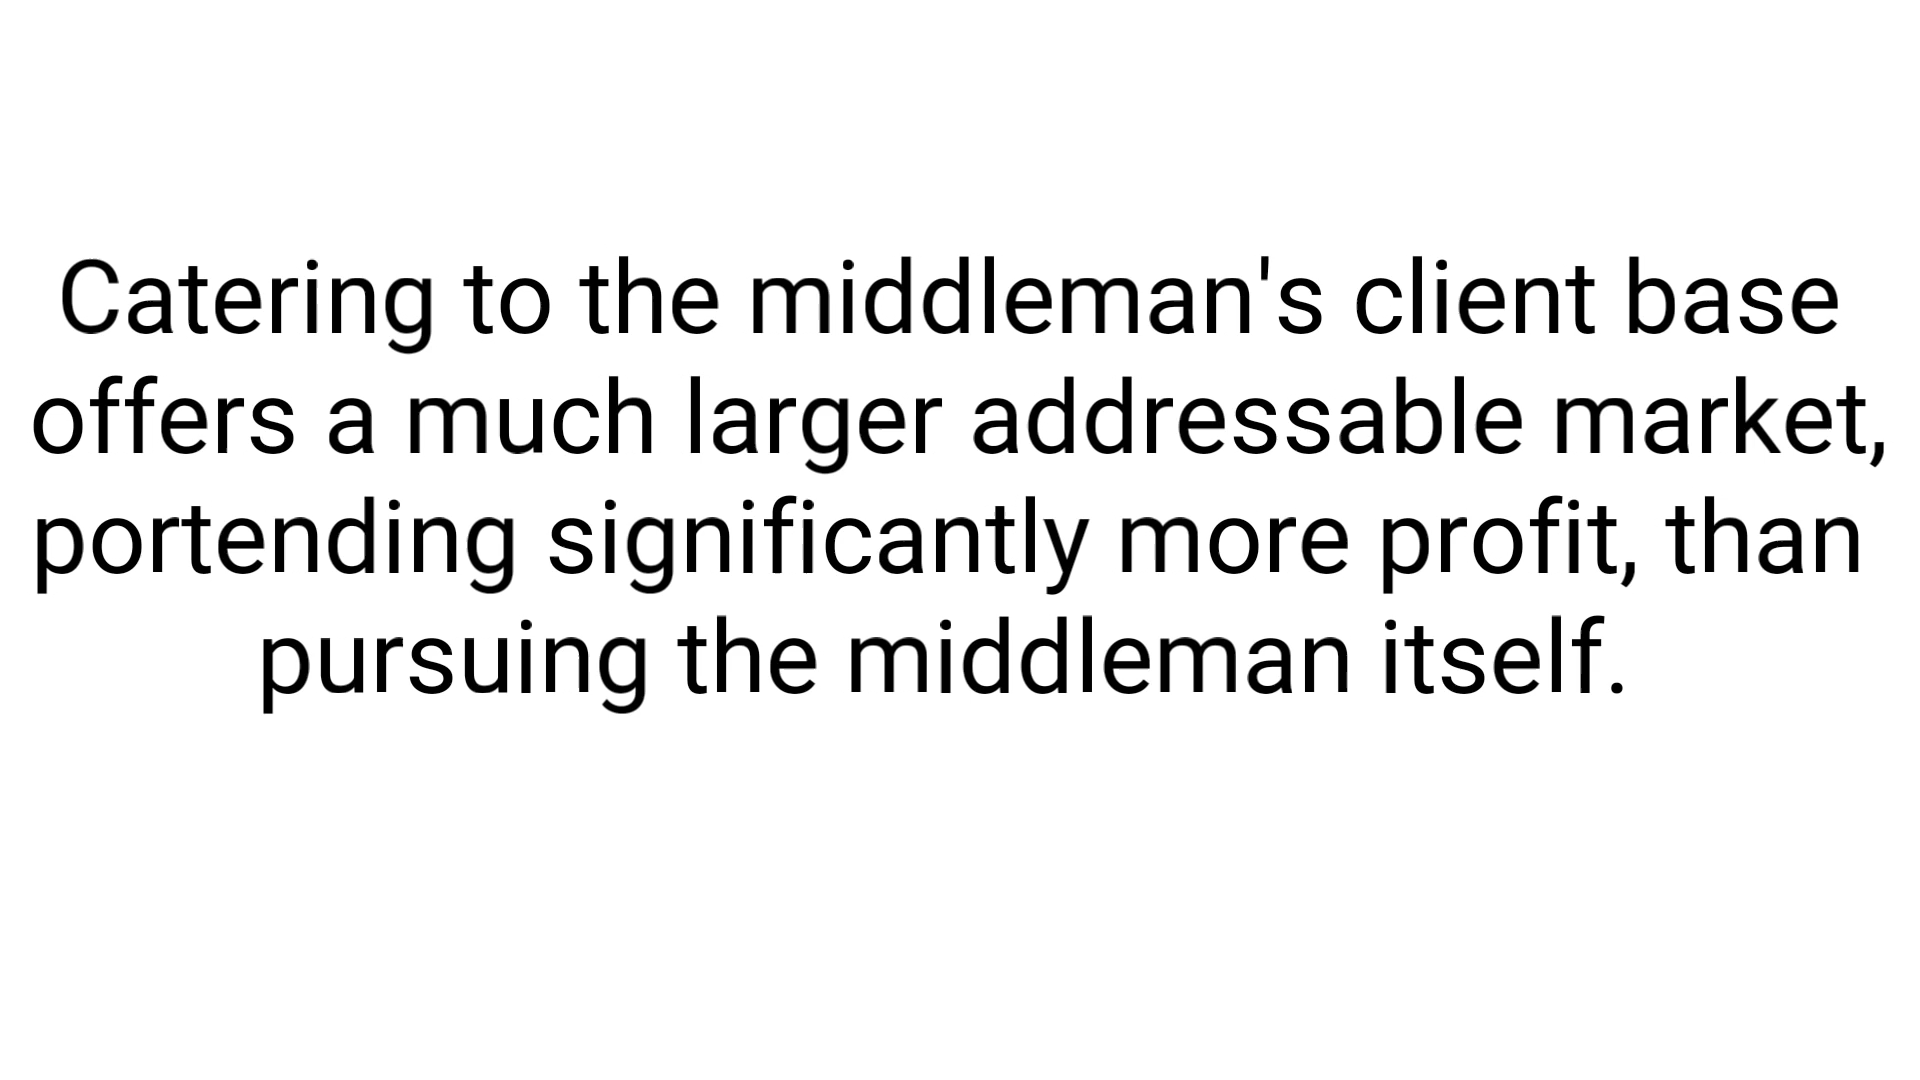 Catering to the middleman's client base
offers a much larger addressable market,
portending significantly more profit, than
pursuing the middleman itself.